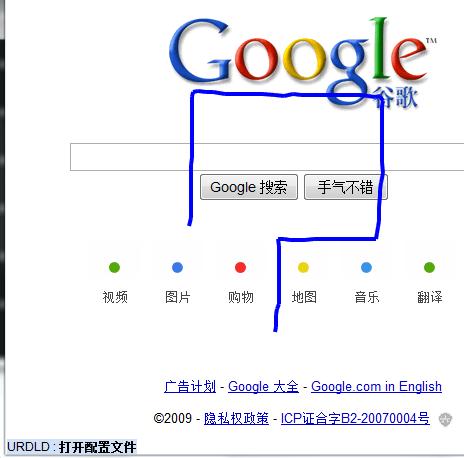 Google™
谷歌
Google 搜索 手气不错
视频 图片 购物 地图 音乐 翻译
广告计划 - Google 大全 - Google.com in English
©2009 - 隐私权政策 - ICP证合字B2-20070004号
URDLD : 打开配置文件